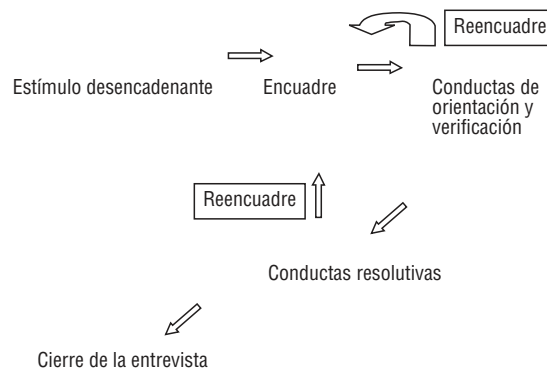 Reencuadre
Estímulo desencadenante
Encuadre
Conductas de
orientación y
verificación
Reencuadre
Conductas resolutivas
Cierre de la entrevista